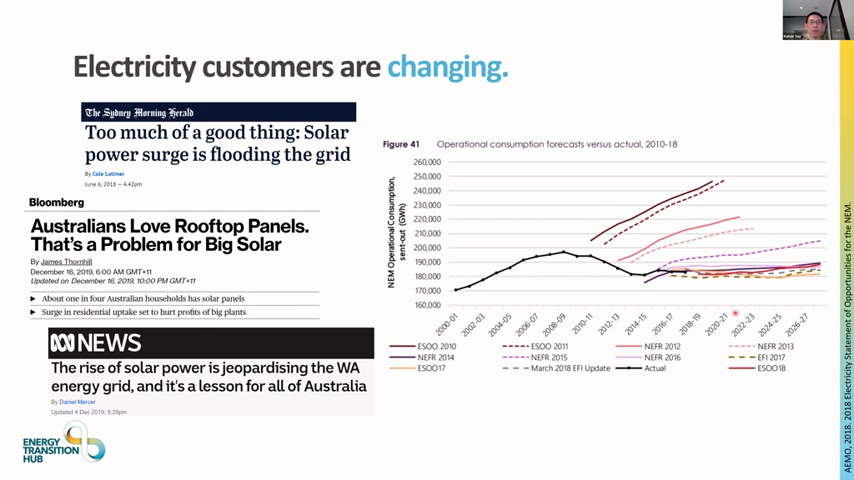 Electricity customers are changing.
The Sydney Morning Herald
Too much of a good thing: Solar
power surge is flooding the grid
By Cole Latimer
June 6, 2018 — 4.42pm
Bloomberg
Australians Love Rooftop Panels.
That's a Problem for Big Solar
By James Thornhill
December 16, 2019, 6:00 AM GMT+11
Updated on December 16, 2019, 10:00 PM GMT+11
About one in four Australian households has solar panels
Surge in residential uptake set to hurt profits of big plants
abc NEWS
The rise of solar power is jeopardising the WA
energy grid, and it's a lesson for all of Australia
By Daniel Mercer
Updated 4 Dec 2019, 5:28pm
ENERGY
TRANSITION
HUB
Figure 41 Operational consumption forecasts versus actual, 2010-18
NEM Operational Consumption,
sent-out (GWh)
260,000
250,000
240,000
230,000
220,000
210,000
200,000
190,000
180,000
170,000
160,000
2000-01
2002-03
2004-05
2006-07
2008-09
2010-11
2012-13
2014-15
2016-17
2018-19
2020-21
2022-23
2024-25
2026-27
ESOO 2010 ESOO 2011 NEFR 2012 NEFR 2013
NEFR 2014 NEFR 2015 NEFR 2016 EFI 2017
ESOO17 March 2018 EFI Update Actual ESOO18
AEMO, 2018. 2018 Electricity Statement of Opportunities for the NEM.